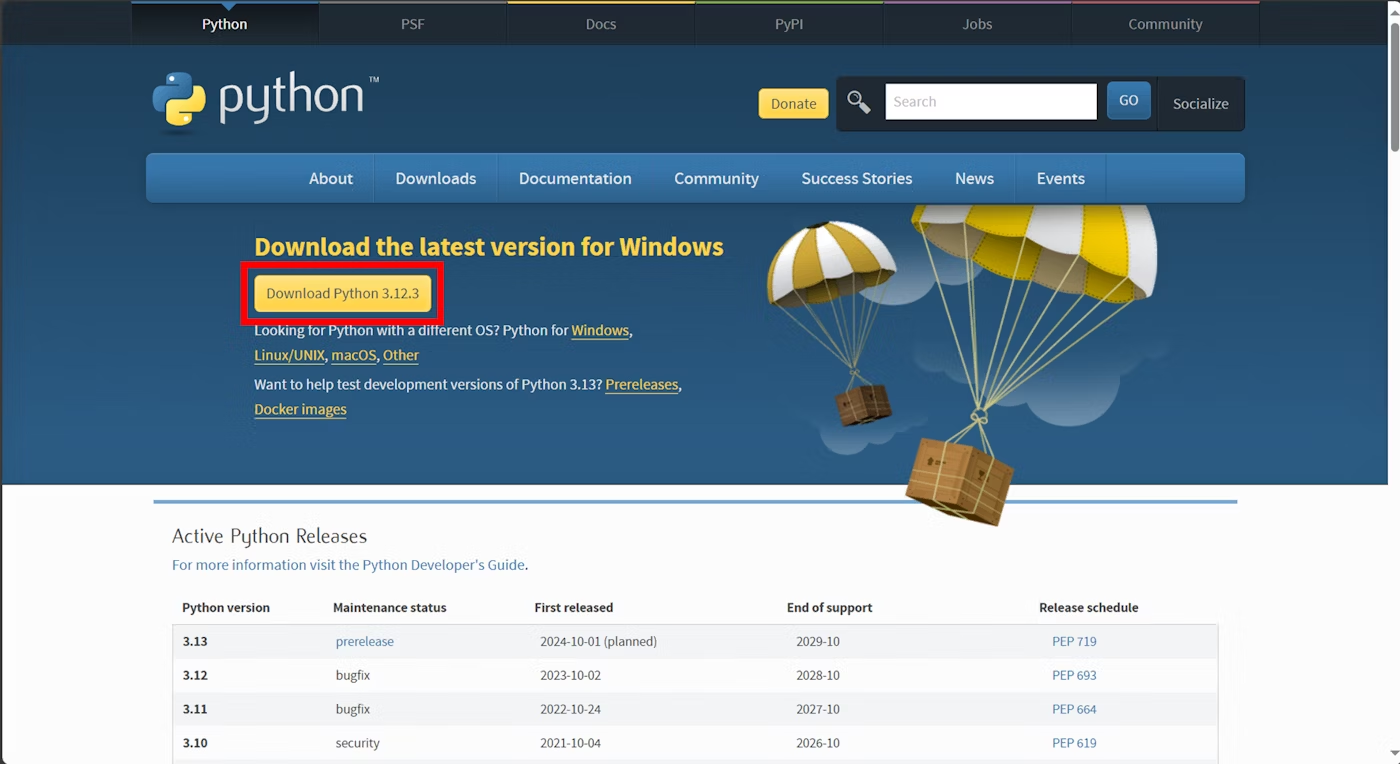 Python PSF Docs PyPI Jobs Community
python™
Donate Search GO Socialize
About Downloads Documentation Community Success Stories News Events
Download the latest version for Windows
Download Python 3.12.3
Looking for Python with a different OS? Python for Windows,
Linux/UNIX, macOS, Other
Want to help test development versions of Python 3.13? Prereleases,
Docker images
Active Python Releases
For more information visit the Python Developer's Guide.
Python version Maintenance status First released End of support Release schedule
3.13 prerelease 2024-10-01 (planned) 2029-10 PEP 719
3.12 bugfix 2023-10-02 2028-10 PEP 693
3.11 bugfix 2022-10-24 2027-10 PEP 664
3.10 security 2021-10-04 2026-10 PEP 619